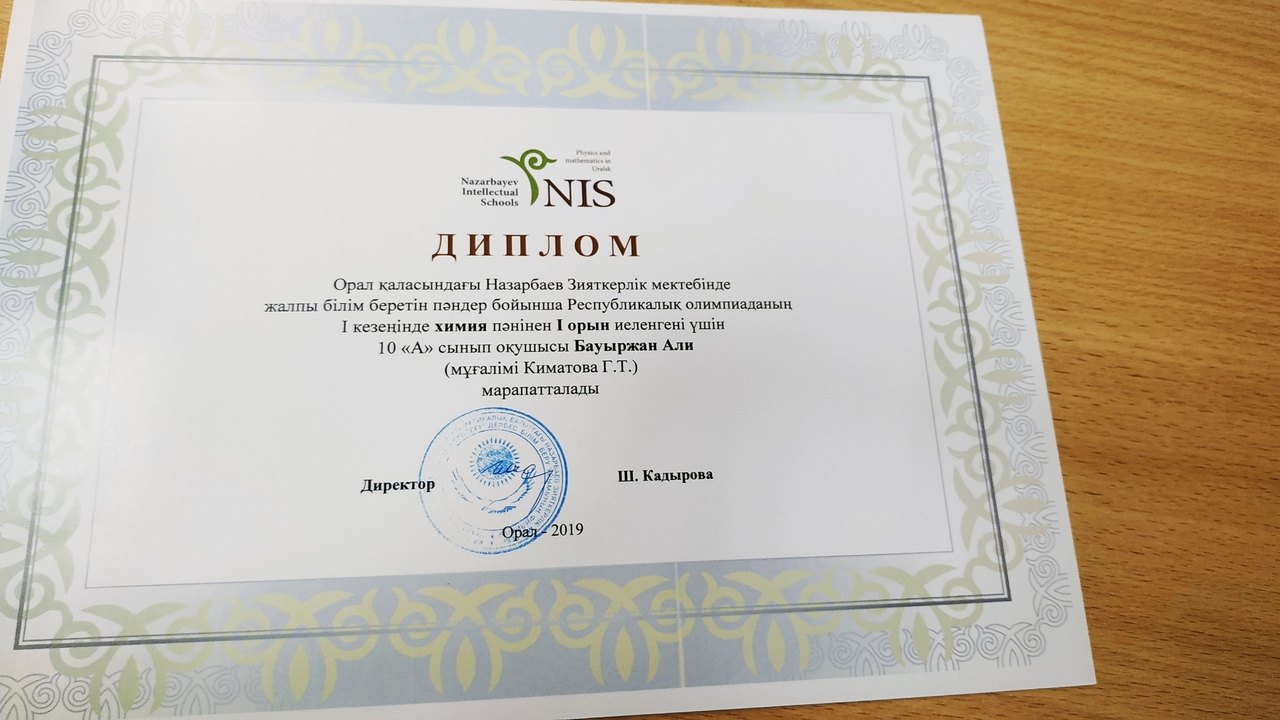 Physics and
mathematics in
Uralsk
Nazarbayev
Intellectual
Schools
NIS
ДИПЛОМ
Орал қаласындағы Назарбаев Зияткерлік мектебінде
жалпы білім беретін пәндер бойынша Республикалық олимпиаданың
І кезеңінде химия пәнінен І орын иеленгені үшін
10 «А» сынып оқушысы Бауыржан Али
(мұғалімі Киматова Г.Т.)
марапатталады
Директор
Ш. Кадырова
Орал - 2019